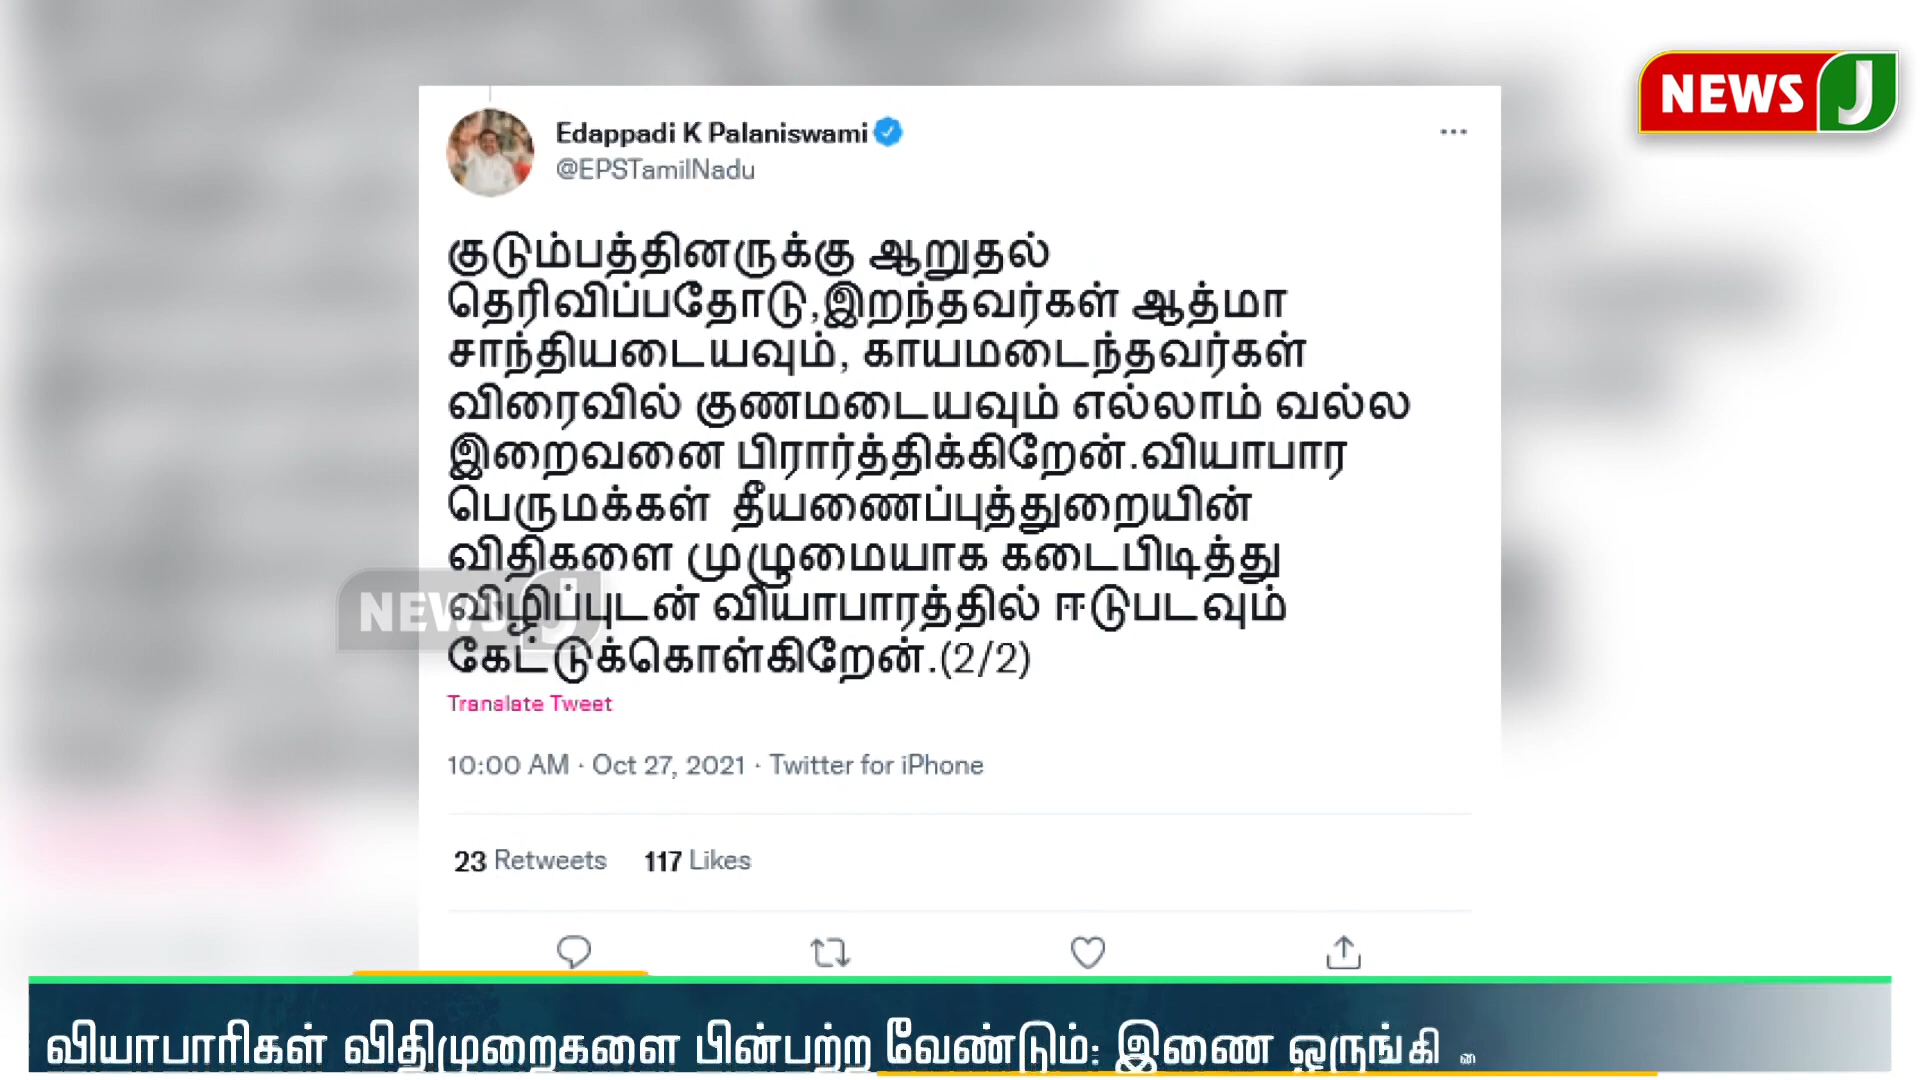 NEWS J
Edappadi K Palaniswami
@EPSTamilNadu
குடும்பத்தினருக்கு ஆறுதல்
தெரிவிப்பதோடு,இறந்தவர்கள் ஆத்மா
சாந்தியடையவும், காயமடைந்தவர்கள்
விரைவில் குணமடையவும் எல்லாம் வல்ல
இறைவனை பிரார்த்திக்கிறேன்.வியாபார
பெருமக்கள் தீயணைப்புத்துறையின்
விதிகளை முழுமையாக கடைபிடித்து
விழிப்புடன் வியாபாரத்தில் ஈடுபடவும்
கேட்டுக்கொள்கிறேன்.(2/2)
NEWS J
Translate Tweet
10:00 AM · Oct 27, 2021 · Twitter for iPhone
23 Retweets 117 Likes
வியாபாரிகள் விதிமுறைகளை பின்பற்ற வேண்டும்: இணை ஒருங்கி